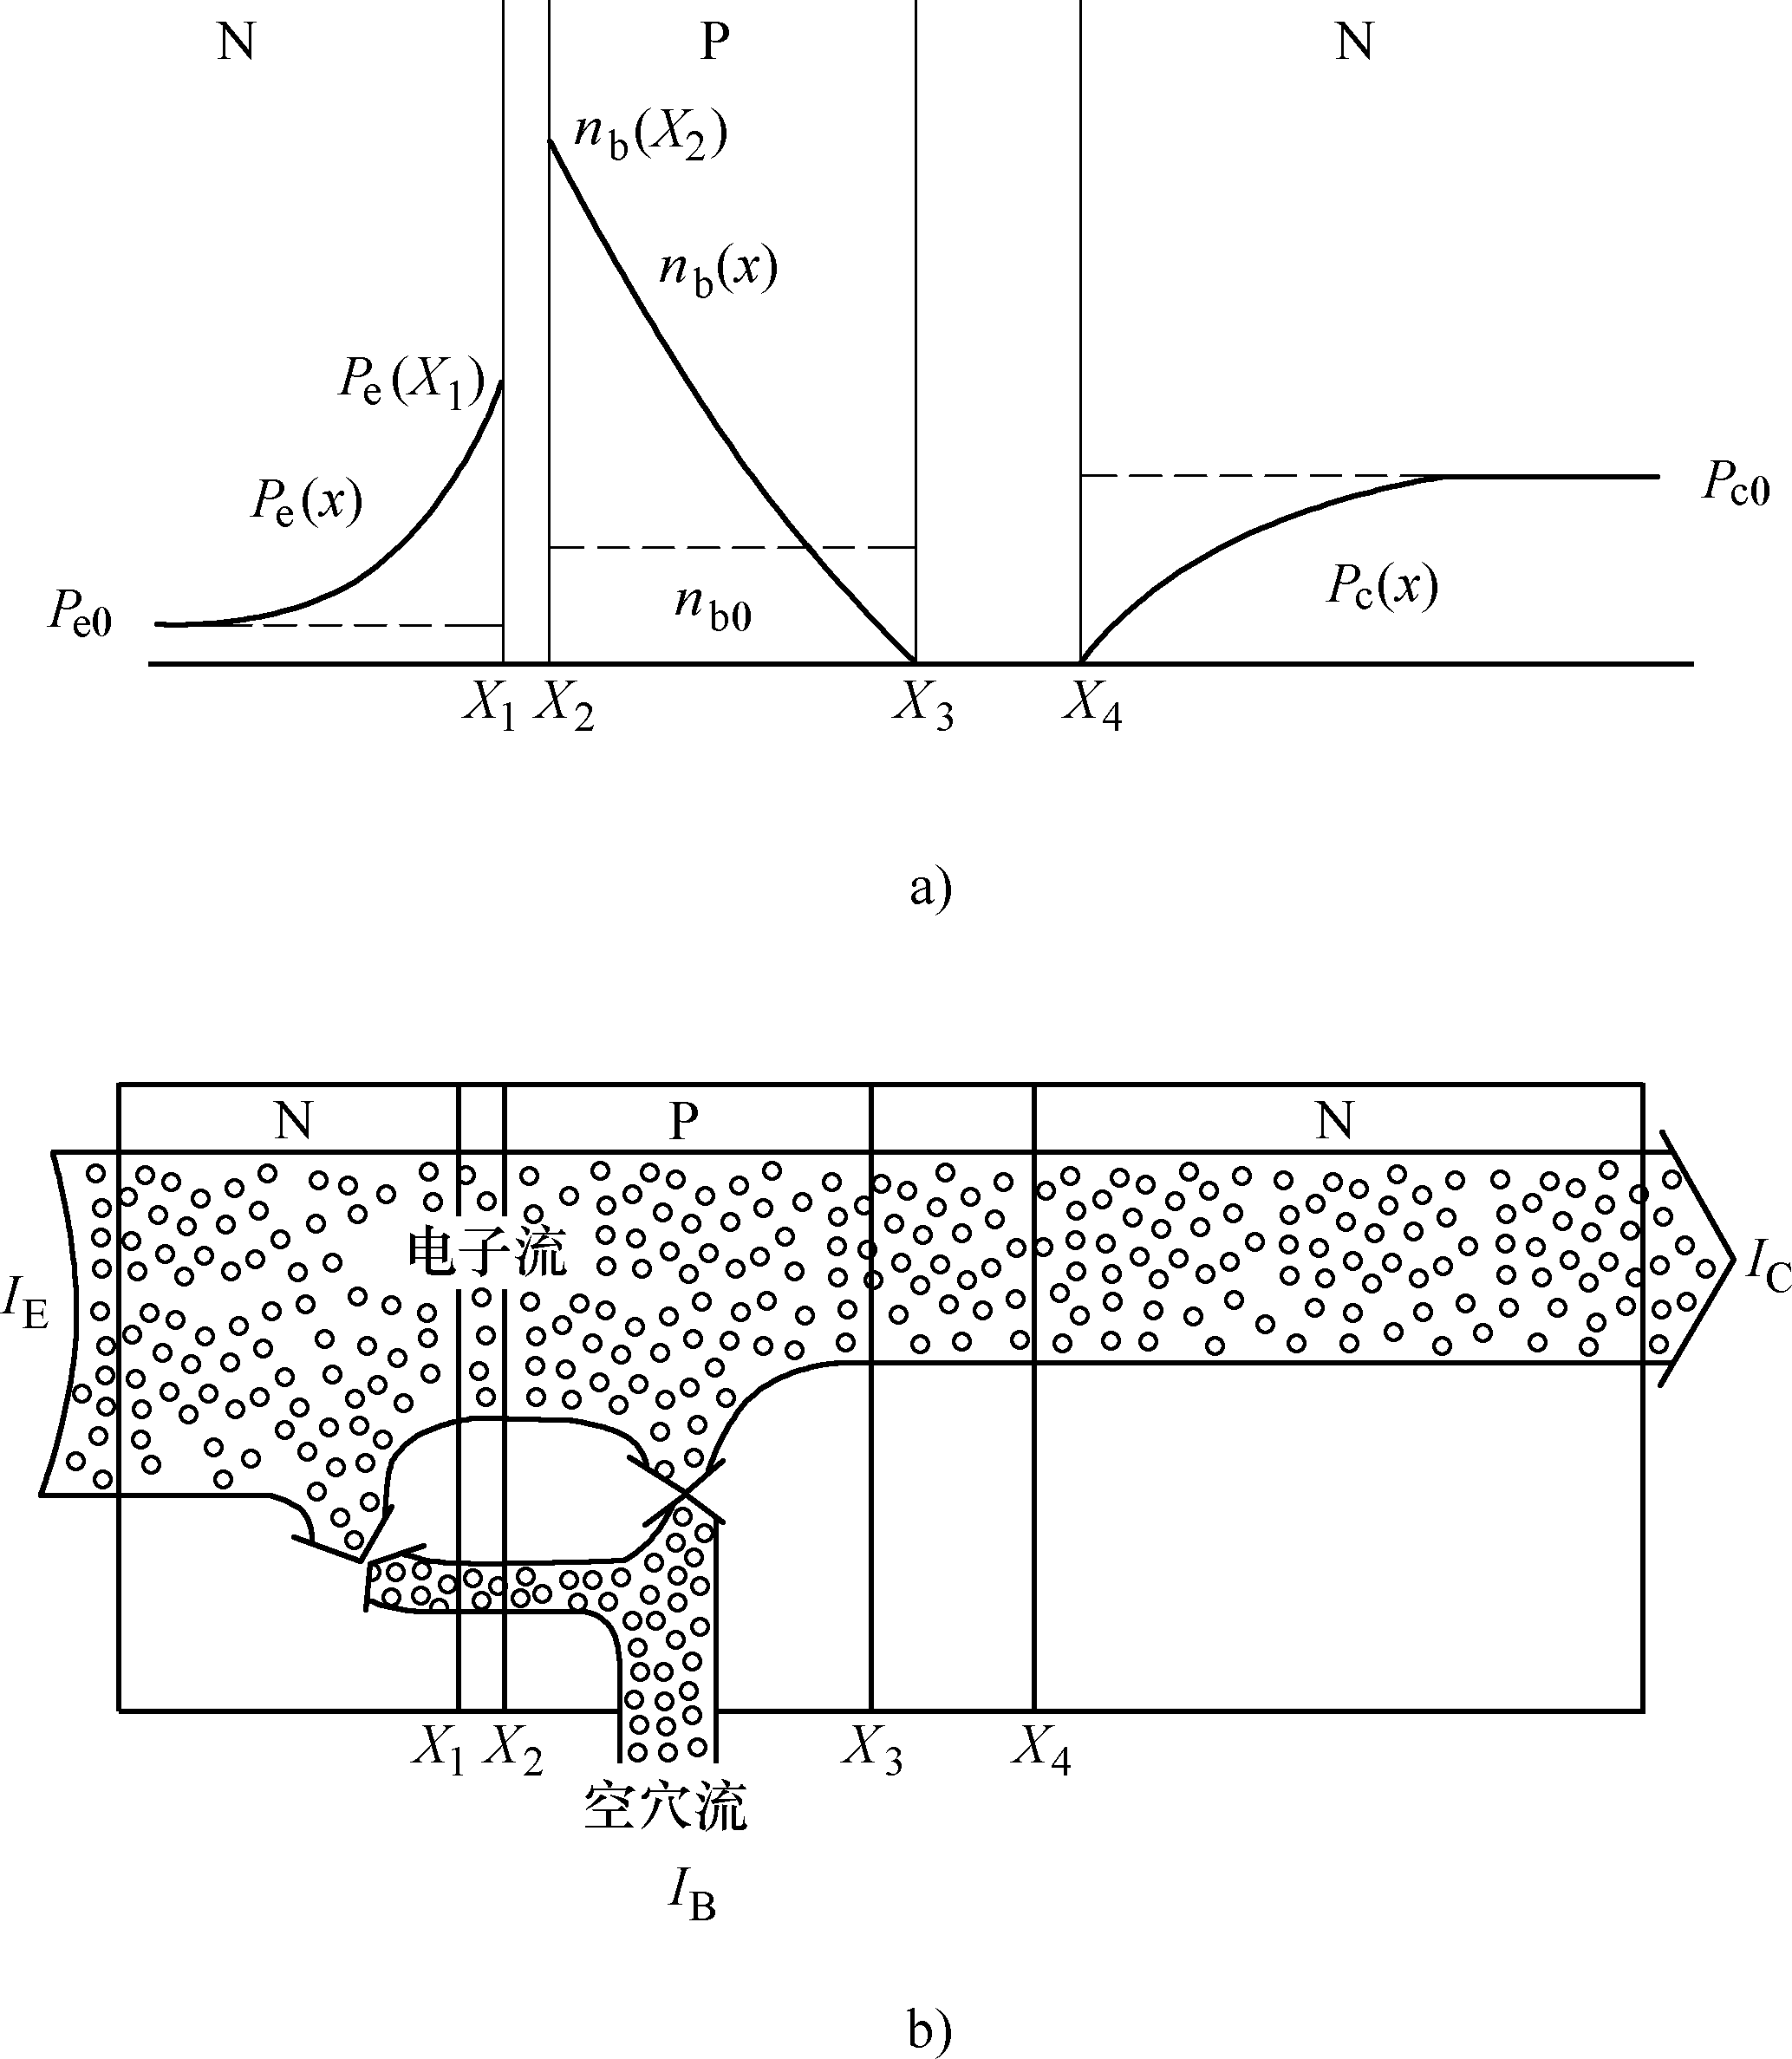 N P N
n_b(X_2)
n_b(x)
P_e(X_1)
P_e(x)
P_c0
P_c(x)
P_e0
n_b0
X_1 X_2 X_3 X_4
a)
N P N
电子流
I_E
I_C
X_1 X_2 X_3 X_4
空穴流
I_B
b)